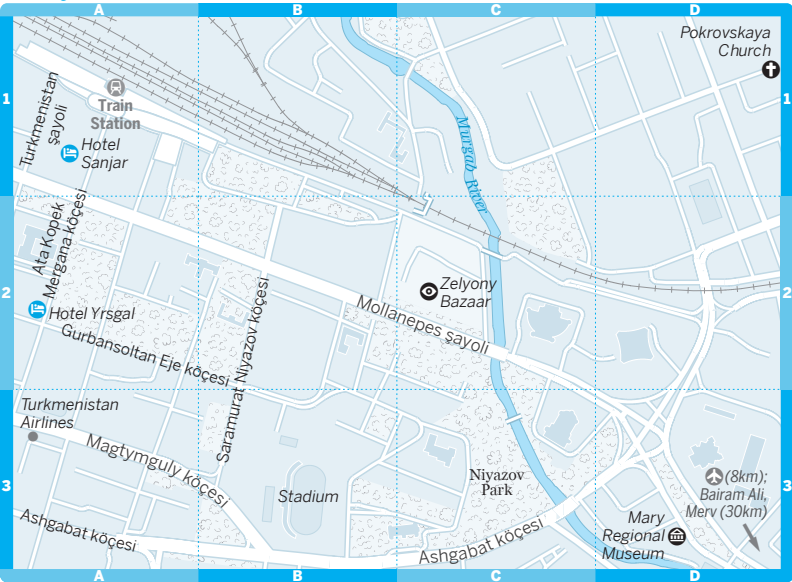 A
B
C
D
1
2
3
1
2
3
A
B
C
D
Pokrovskaya
Church
Turkmenistan
şayoli
Train
Station
Hotel
Sanjar
Murgab River
Ata Kopek
Mergana köçesi
Hotel Yrsgal
Zelyony
Bazaar
Mollanepes şayoli
Saramurat Niyazov köçesi
Gurbansoltan Eje köçesi
Turkmenistan
Airlines
Magtymguly köçesi
Stadium
Niyazov
Park
(8km);
Bairam Ali,
Merv (30km)
Ashgabat köçesi
Ashgabat köçesi
Mary
Regional
Museum